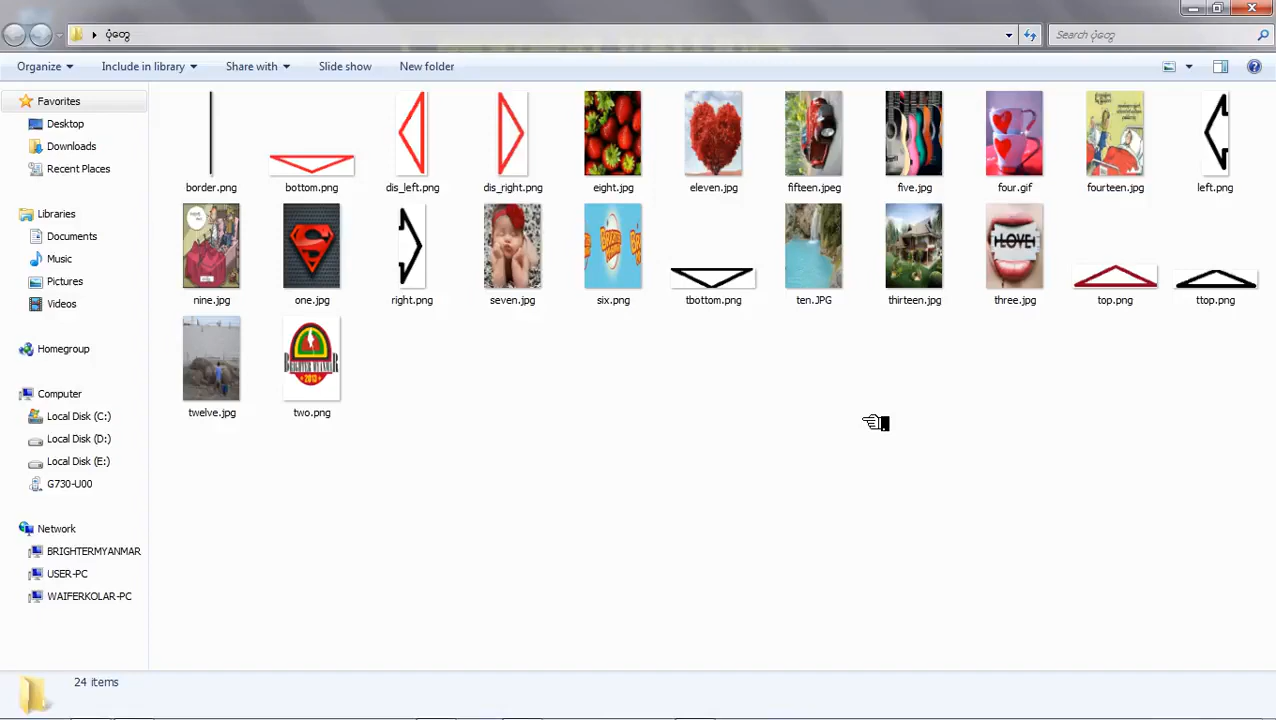 ပုံတွေ
Search ပုံတွေ
Organize
Include in library
Share with
Slide show
New folder
Favorites
Desktop
Downloads
Recent Places
Libraries
Documents
Music
Pictures
Videos
Homegroup
Computer
Local Disk (C:)
Local Disk (D:)
Local Disk (E:)
G730-U00
Network
BRIGHTERMYANMAR
USER-PC
WAIFERKOLAR-PC
border.png
bottom.png
dis_left.png
dis_right.png
eight.jpg
eleven.jpg
fifteen.jpeg
five.jpg
four.gif
fourteen.jpg
left.png
LOVE
nine.jpg
one.jpg
right.png
seven.jpg
six.png
tbottom.png
ten.JPG
thirteen.jpg
three.jpg
top.png
ttop.png
BRIGHTER MYANMAR
2013
twelve.jpg
two.png
24 items